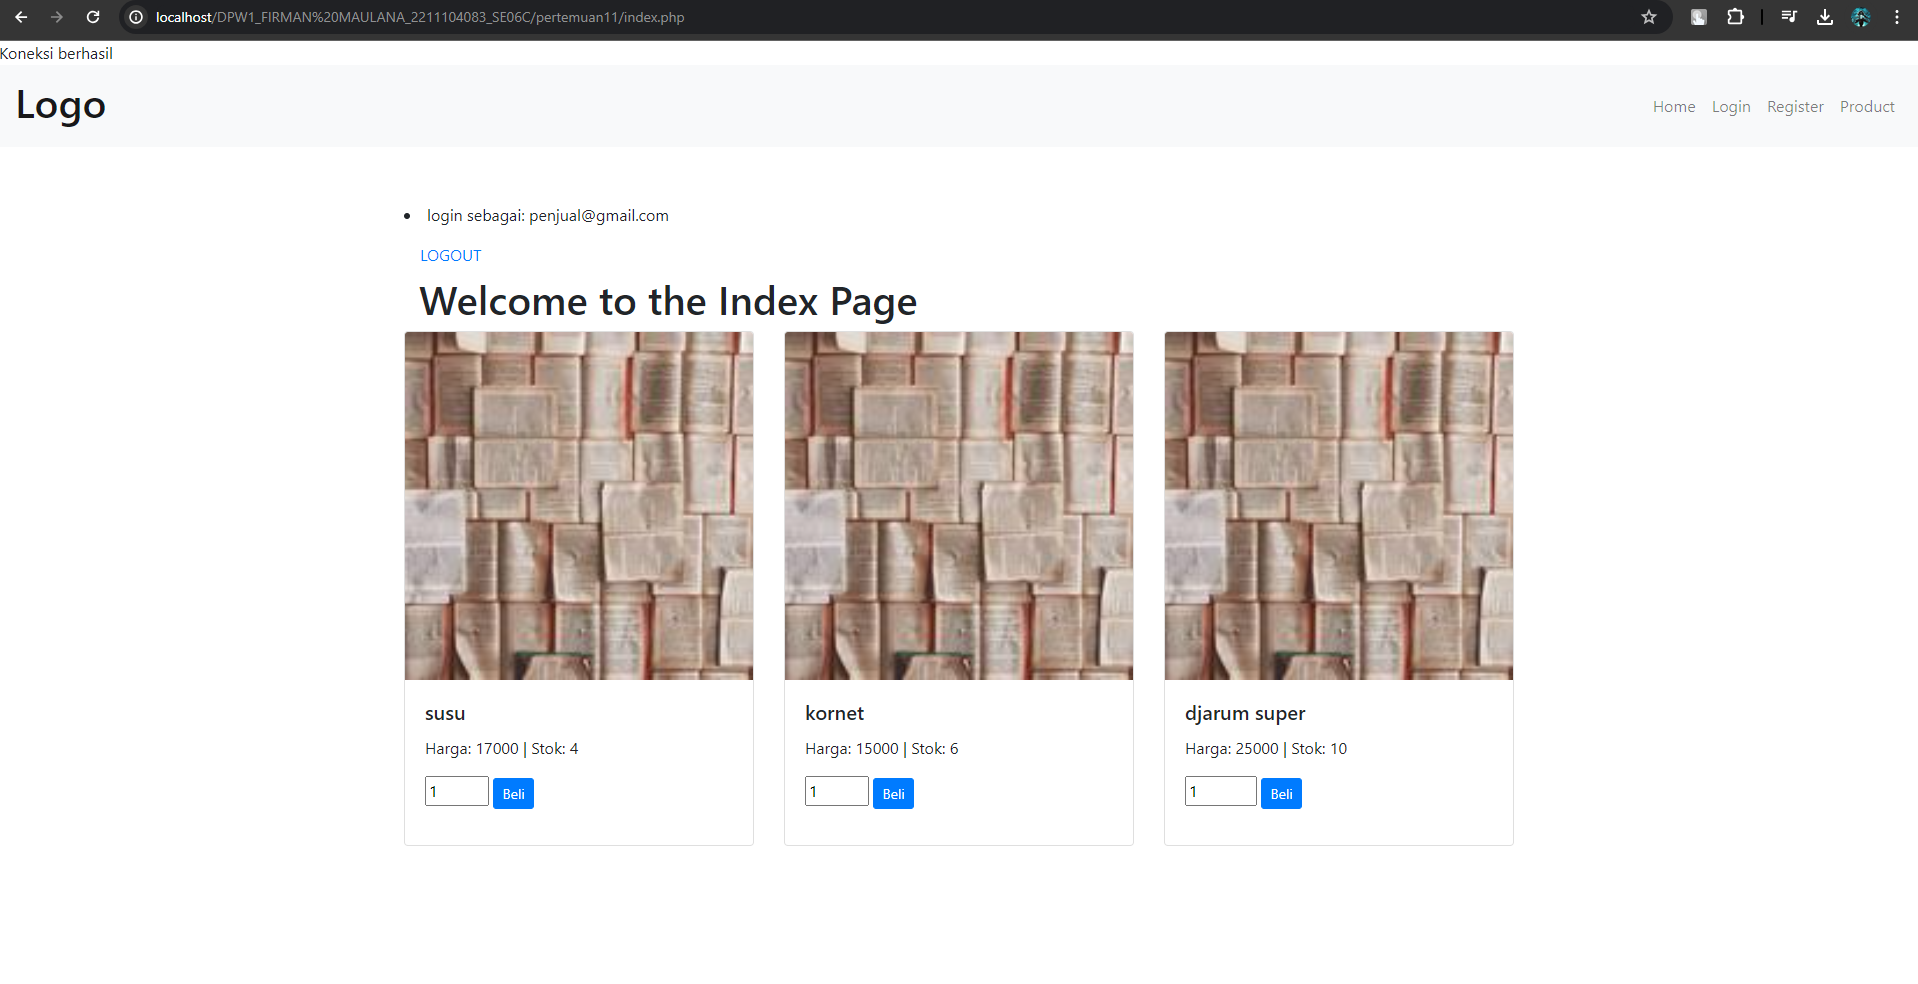 localhost/DPW1_FIRMAN%20MAULANA_2211104083_SE06C/pertemuan11/index.php
Koneksi berhasil
Logo
Home Login Register Product
login sebagai: penjual@gmail.com
LOGOUT
Welcome to the Index Page
susu
Harga: 17000 | Stok: 4
1 Beli
kornet
Harga: 15000 | Stok: 6
1 Beli
djarum super
Harga: 25000 | Stok: 10
1 Beli